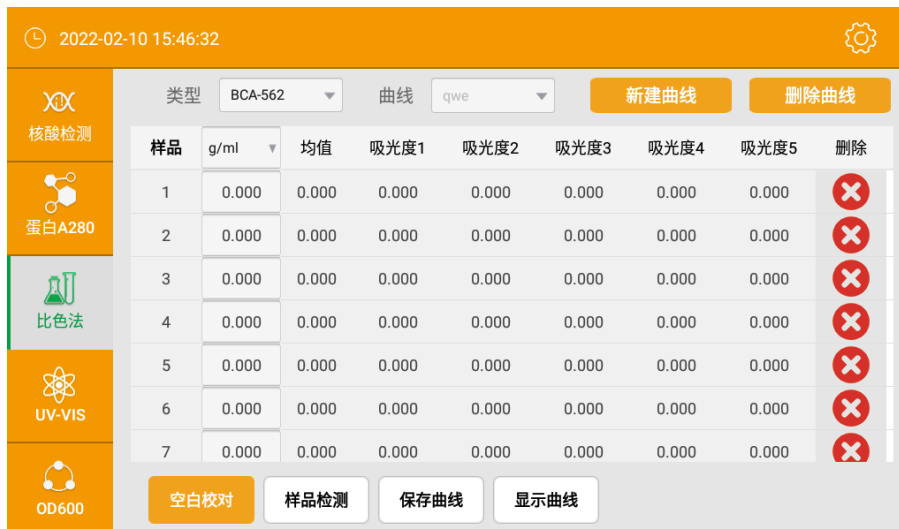 2022-02-10 15:46:32
核酸检测
蛋白A280
比色法
UV-VIS
OD600
类型 BCA-562 曲线 qwe 新建曲线 删除曲线
样品 g/ml 均值 吸光度1 吸光度2 吸光度3 吸光度4 吸光度5 删除
1 0.000 0.000 0.000 0.000 0.000 0.000 0.000
2 0.000 0.000 0.000 0.000 0.000 0.000 0.000
3 0.000 0.000 0.000 0.000 0.000 0.000 0.000
4 0.000 0.000 0.000 0.000 0.000 0.000 0.000
5 0.000 0.000 0.000 0.000 0.000 0.000 0.000
6 0.000 0.000 0.000 0.000 0.000 0.000 0.000
7 0.000 0.000 0.000 0.000 0.000 0.000 0.000
空白校对 样品检测 保存曲线 显示曲线